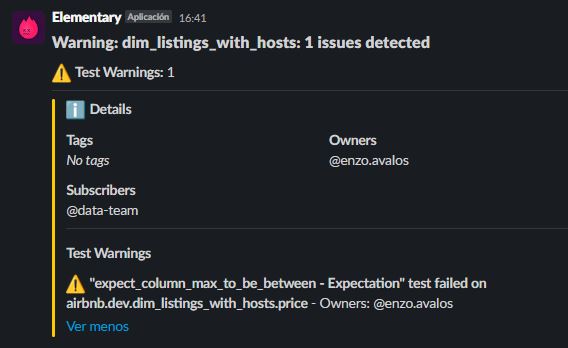 Elementary Aplicación 16:41
Warning: dim_listings_with_hosts: 1 issues detected
Test Warnings: 1
Details
Tags
No tags
Owners
@enzo.avalos
Subscribers
@data-team
Test Warnings
"expect_column_max_to_be_between - Expectation" test failed on
airbnb.dev.dim_listings_with_hosts.price - Owners: @enzo.avalos
Ver menos